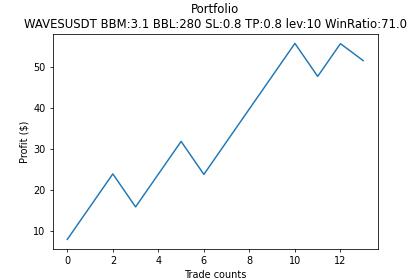 Portfolio
WAVESUSDT BBM:3.1 BBL:280 SL:0.8 TP:0.8 lev:10 WinRatio:71.0
50
40
30
20
10
Profit ($)
0 2 4 6 8 10 12
Trade counts